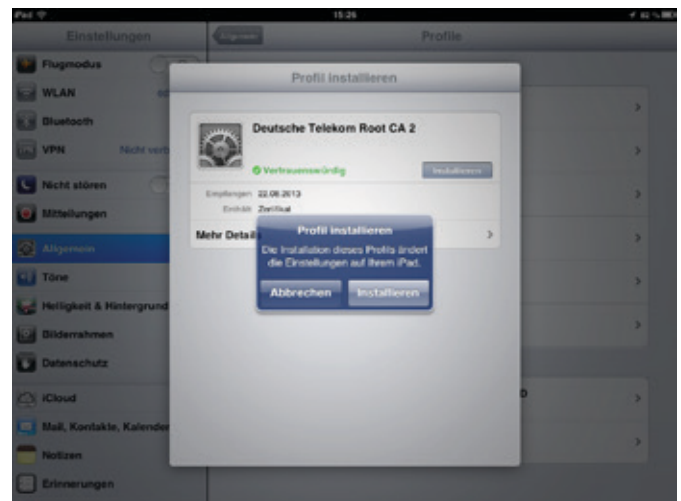 iPad
15:26
Einstellungen
Allgemein
Profile
Flugmodus
WLAN
Bluetooth
VPN
Nicht verb
Nicht stören
Mitteilungen
Allgemein
Töne
Helligkeit & Hintergrund
Bilderrahmen
Datenschutz
iCloud
Mail, Kontakte, Kalender
Notizen
Erinnerungen
Profil installieren
Deutsche Telekom Root CA 2
Vertrauenswürdig
Installieren
Empfangen 22.08.2013
Enthält Zertifikat
Mehr Details
Profil installieren
Die Installation dieses Profils ändert
die Einstellungen auf Ihrem iPad.
Abbrechen
Installieren